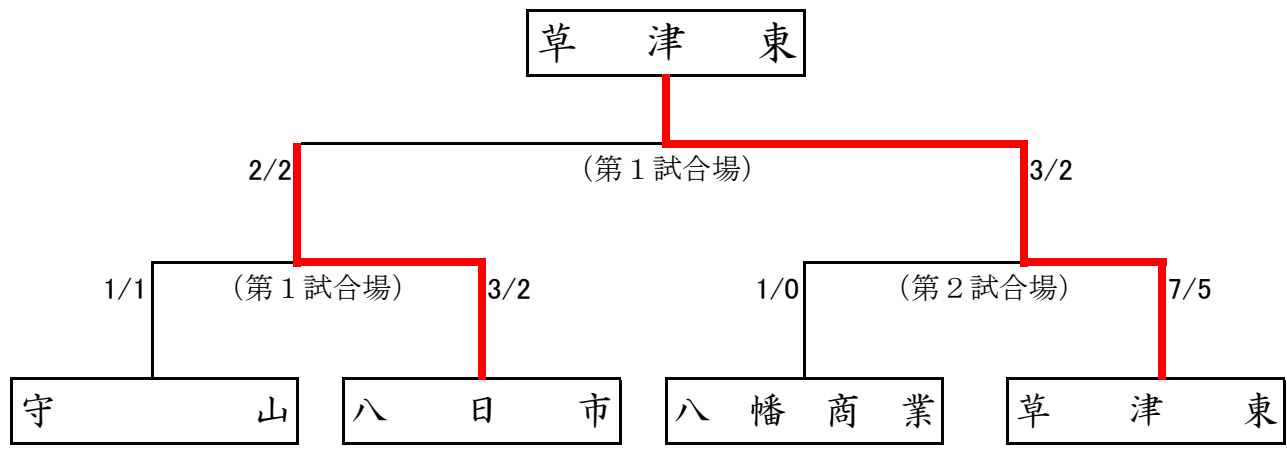 草津東
2/2 (第1試合場) 3/2
1/1 (第1試合場) 3/2 1/0 (第2試合場) 7/5
守山 八日市 八幡商業 草津東